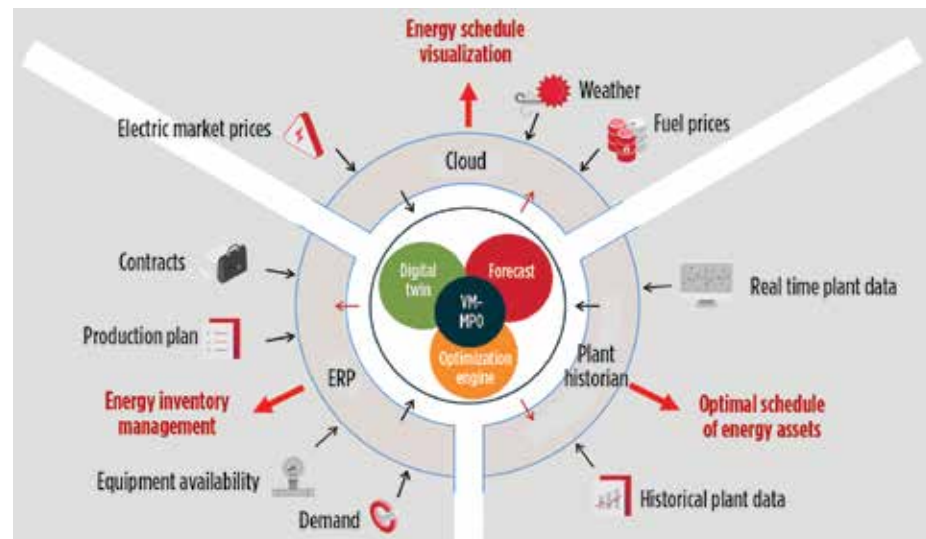 Energy schedule
visualization
Weather
Electric market prices
Fuel prices
Cloud
Contracts
Digital
twin
Forecast
VM-
MPO
Real time plant data
Production plan
Optimization
engine
ERP
Plant
historian
Energy inventory
management
Optimal schedule
of energy assets
Equipment availability
Historical plant data
Demand